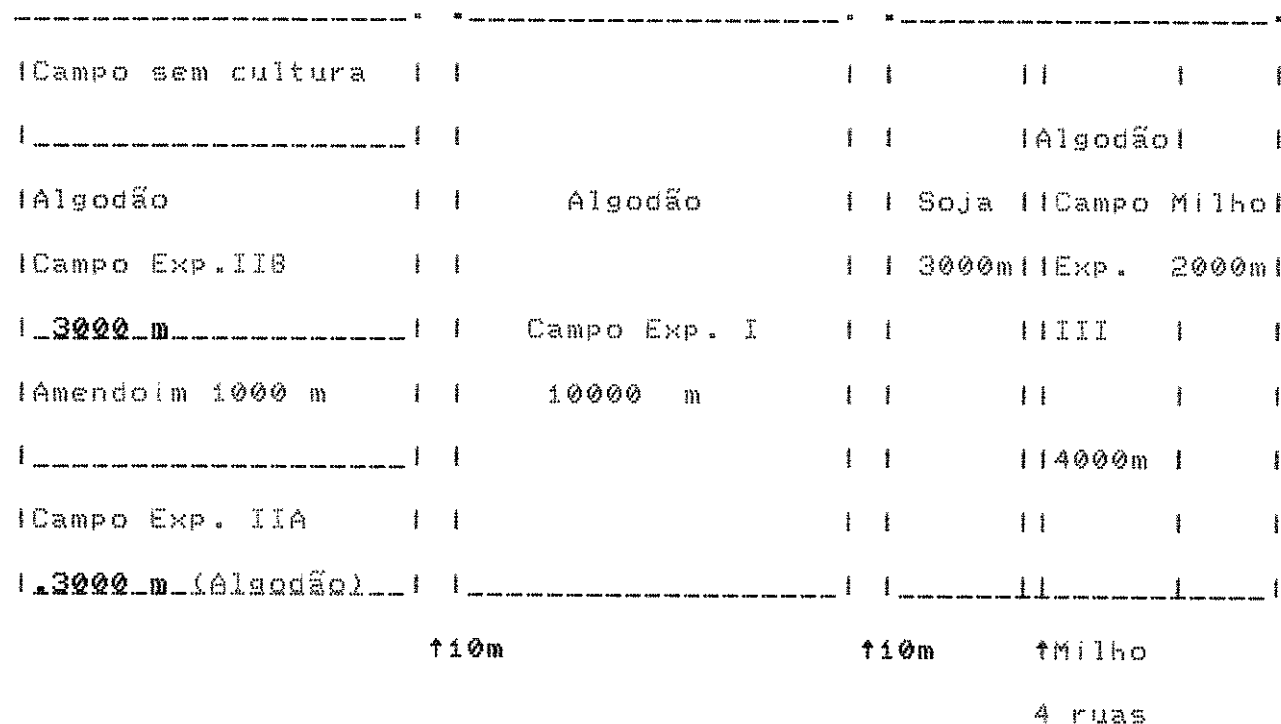 Campo sem cultura
Algodão
Algodão Algodão Soja Campo Milho
Campo Exp.IIB 3000m Exp. 2000m
3000 m Campo Exp. I III
Amendoim 1000 m 10000 m
4000m
Campo Exp. IIA
.3000 m (Algodão)
↑10m ↑10m ↑Milho
4 ruas